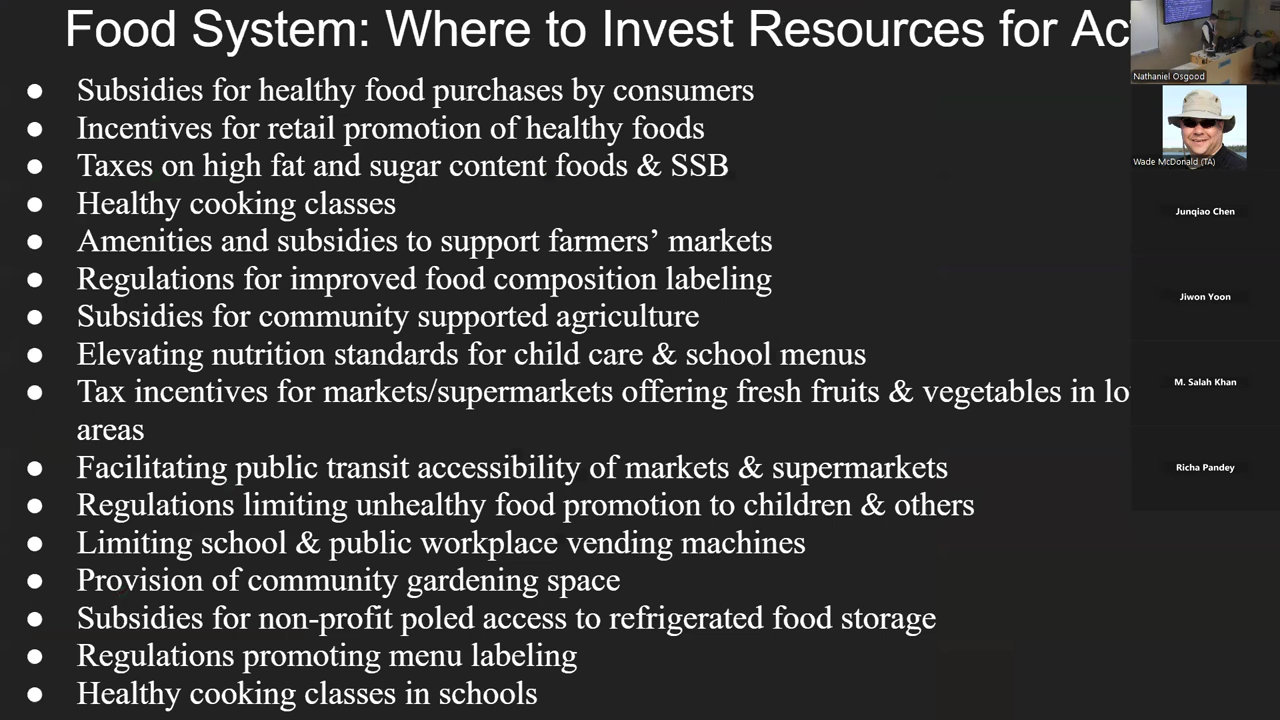 Food System: Where to Invest Resources for Ac
● Subsidies for healthy food purchases by consumers
● Incentives for retail promotion of healthy foods
● Taxes on high fat and sugar content foods & SSB
● Healthy cooking classes
● Amenities and subsidies to support farmers’ markets
● Regulations for improved food composition labeling
● Subsidies for community supported agriculture
● Elevating nutrition standards for child care & school menus
● Tax incentives for markets/supermarkets offering fresh fruits & vegetables in lo
areas
● Facilitating public transit accessibility of markets & supermarkets
● Regulations limiting unhealthy food promotion to children & others
● Limiting school & public workplace vending machines
● Provision of community gardening space
● Subsidies for non-profit poled access to refrigerated food storage
● Regulations promoting menu labeling
● Healthy cooking classes in schools
Nathaniel Osgood
Wade McDonald (TA)
Junqiao Chen
Jiwon Yoon
M. Salah Khan
Richa Pandey